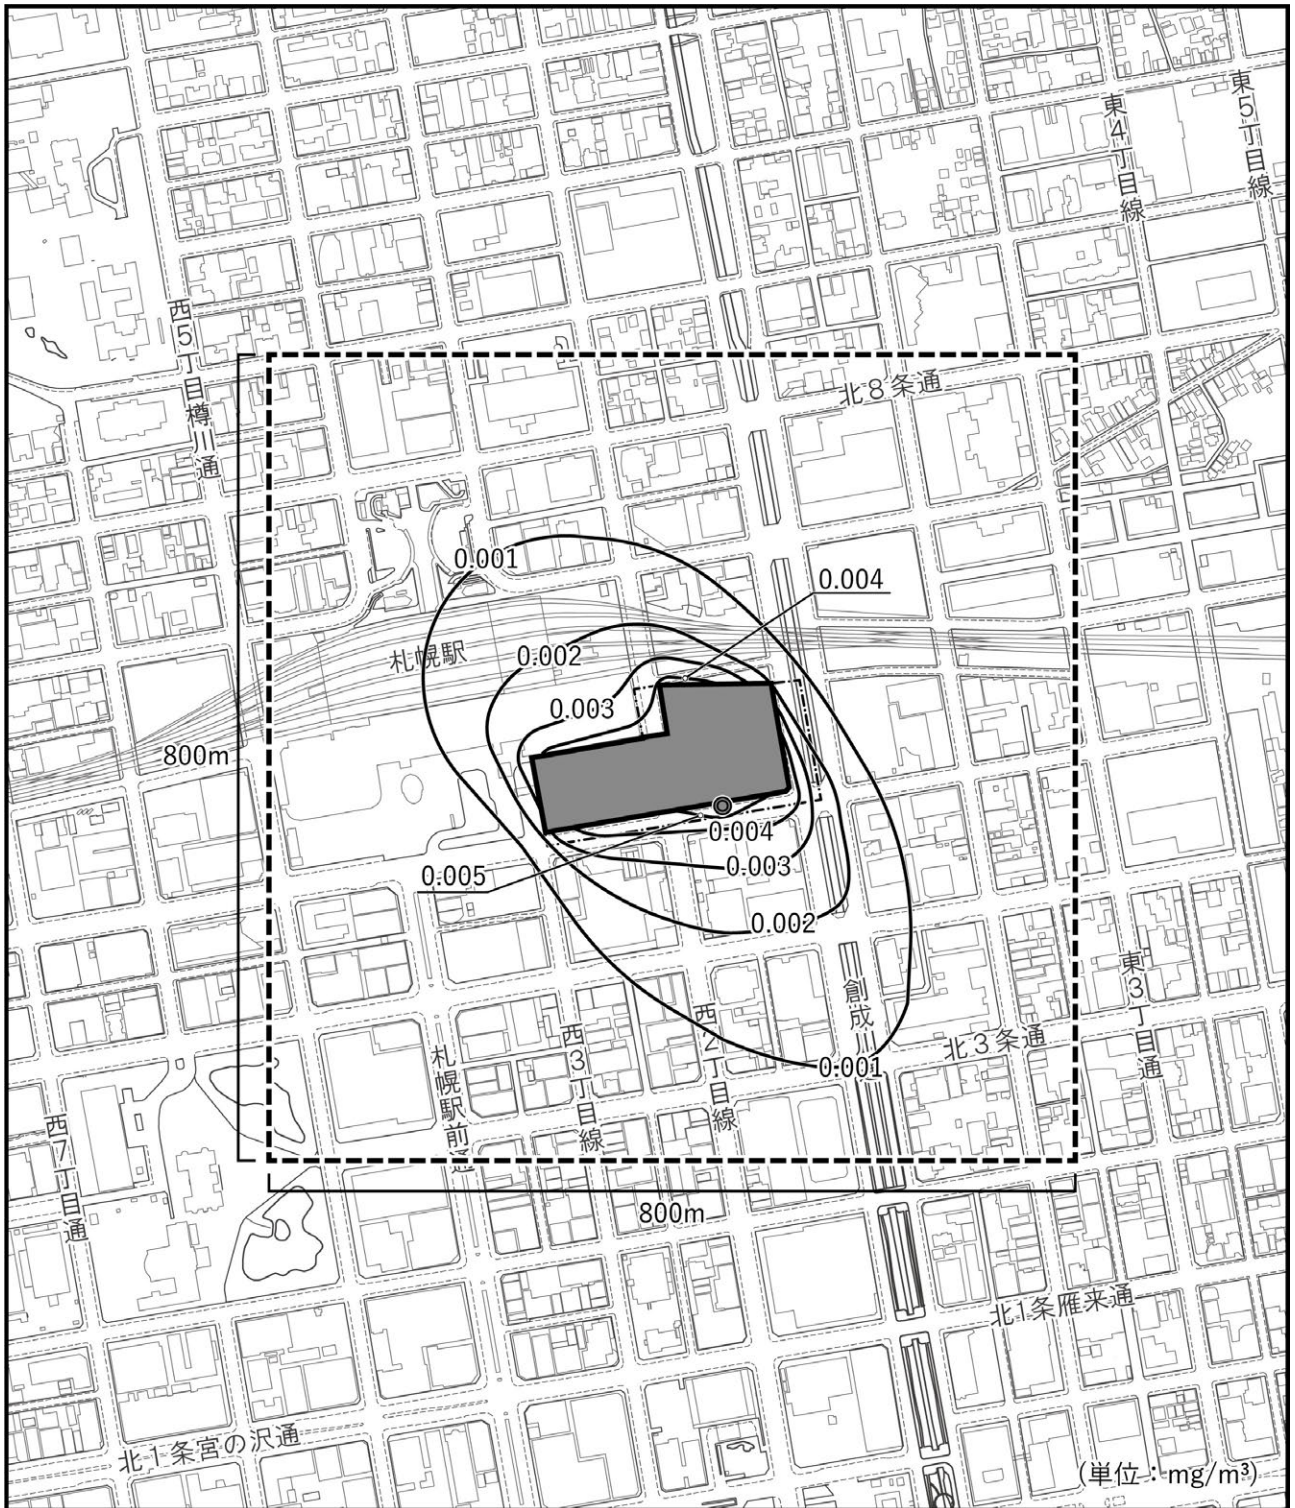 東5丁目線
東4丁目線
西5丁目樽川通
北8条通
0.001
0.004
札幌駅
0.002
0.003
800m
0.004
0.003
0.005
0.002
創成川
東3丁目通
西2丁目線
西3丁目線
北3条通
札幌駅前通
0.001
西7丁目通
800m
北1条雁来通
北1条宮の沢通
(単位：mg/m³)